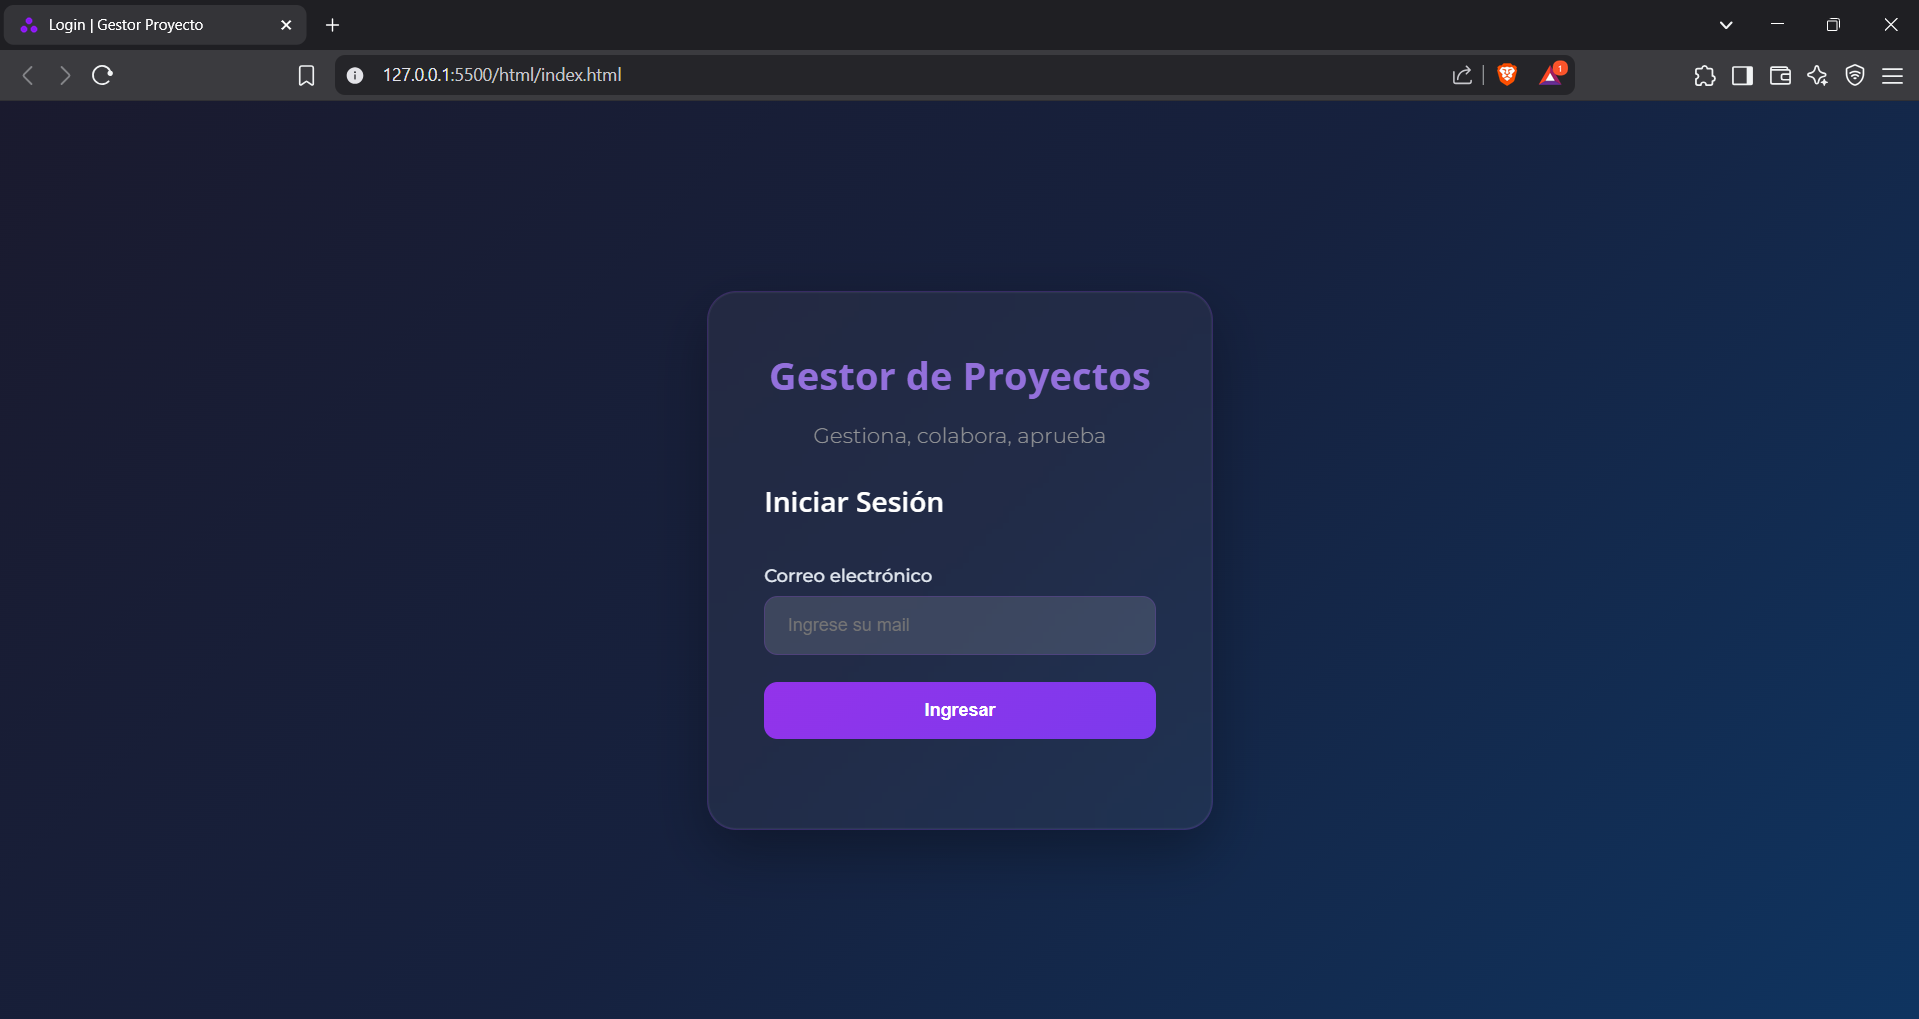 Login | Gestor Proyecto
127.0.0.1:5500/html/index.html
1
Gestor de Proyectos
Gestiona, colabora, aprueba
Iniciar Sesión
Correo electrónico
Ingrese su mail
Ingresar